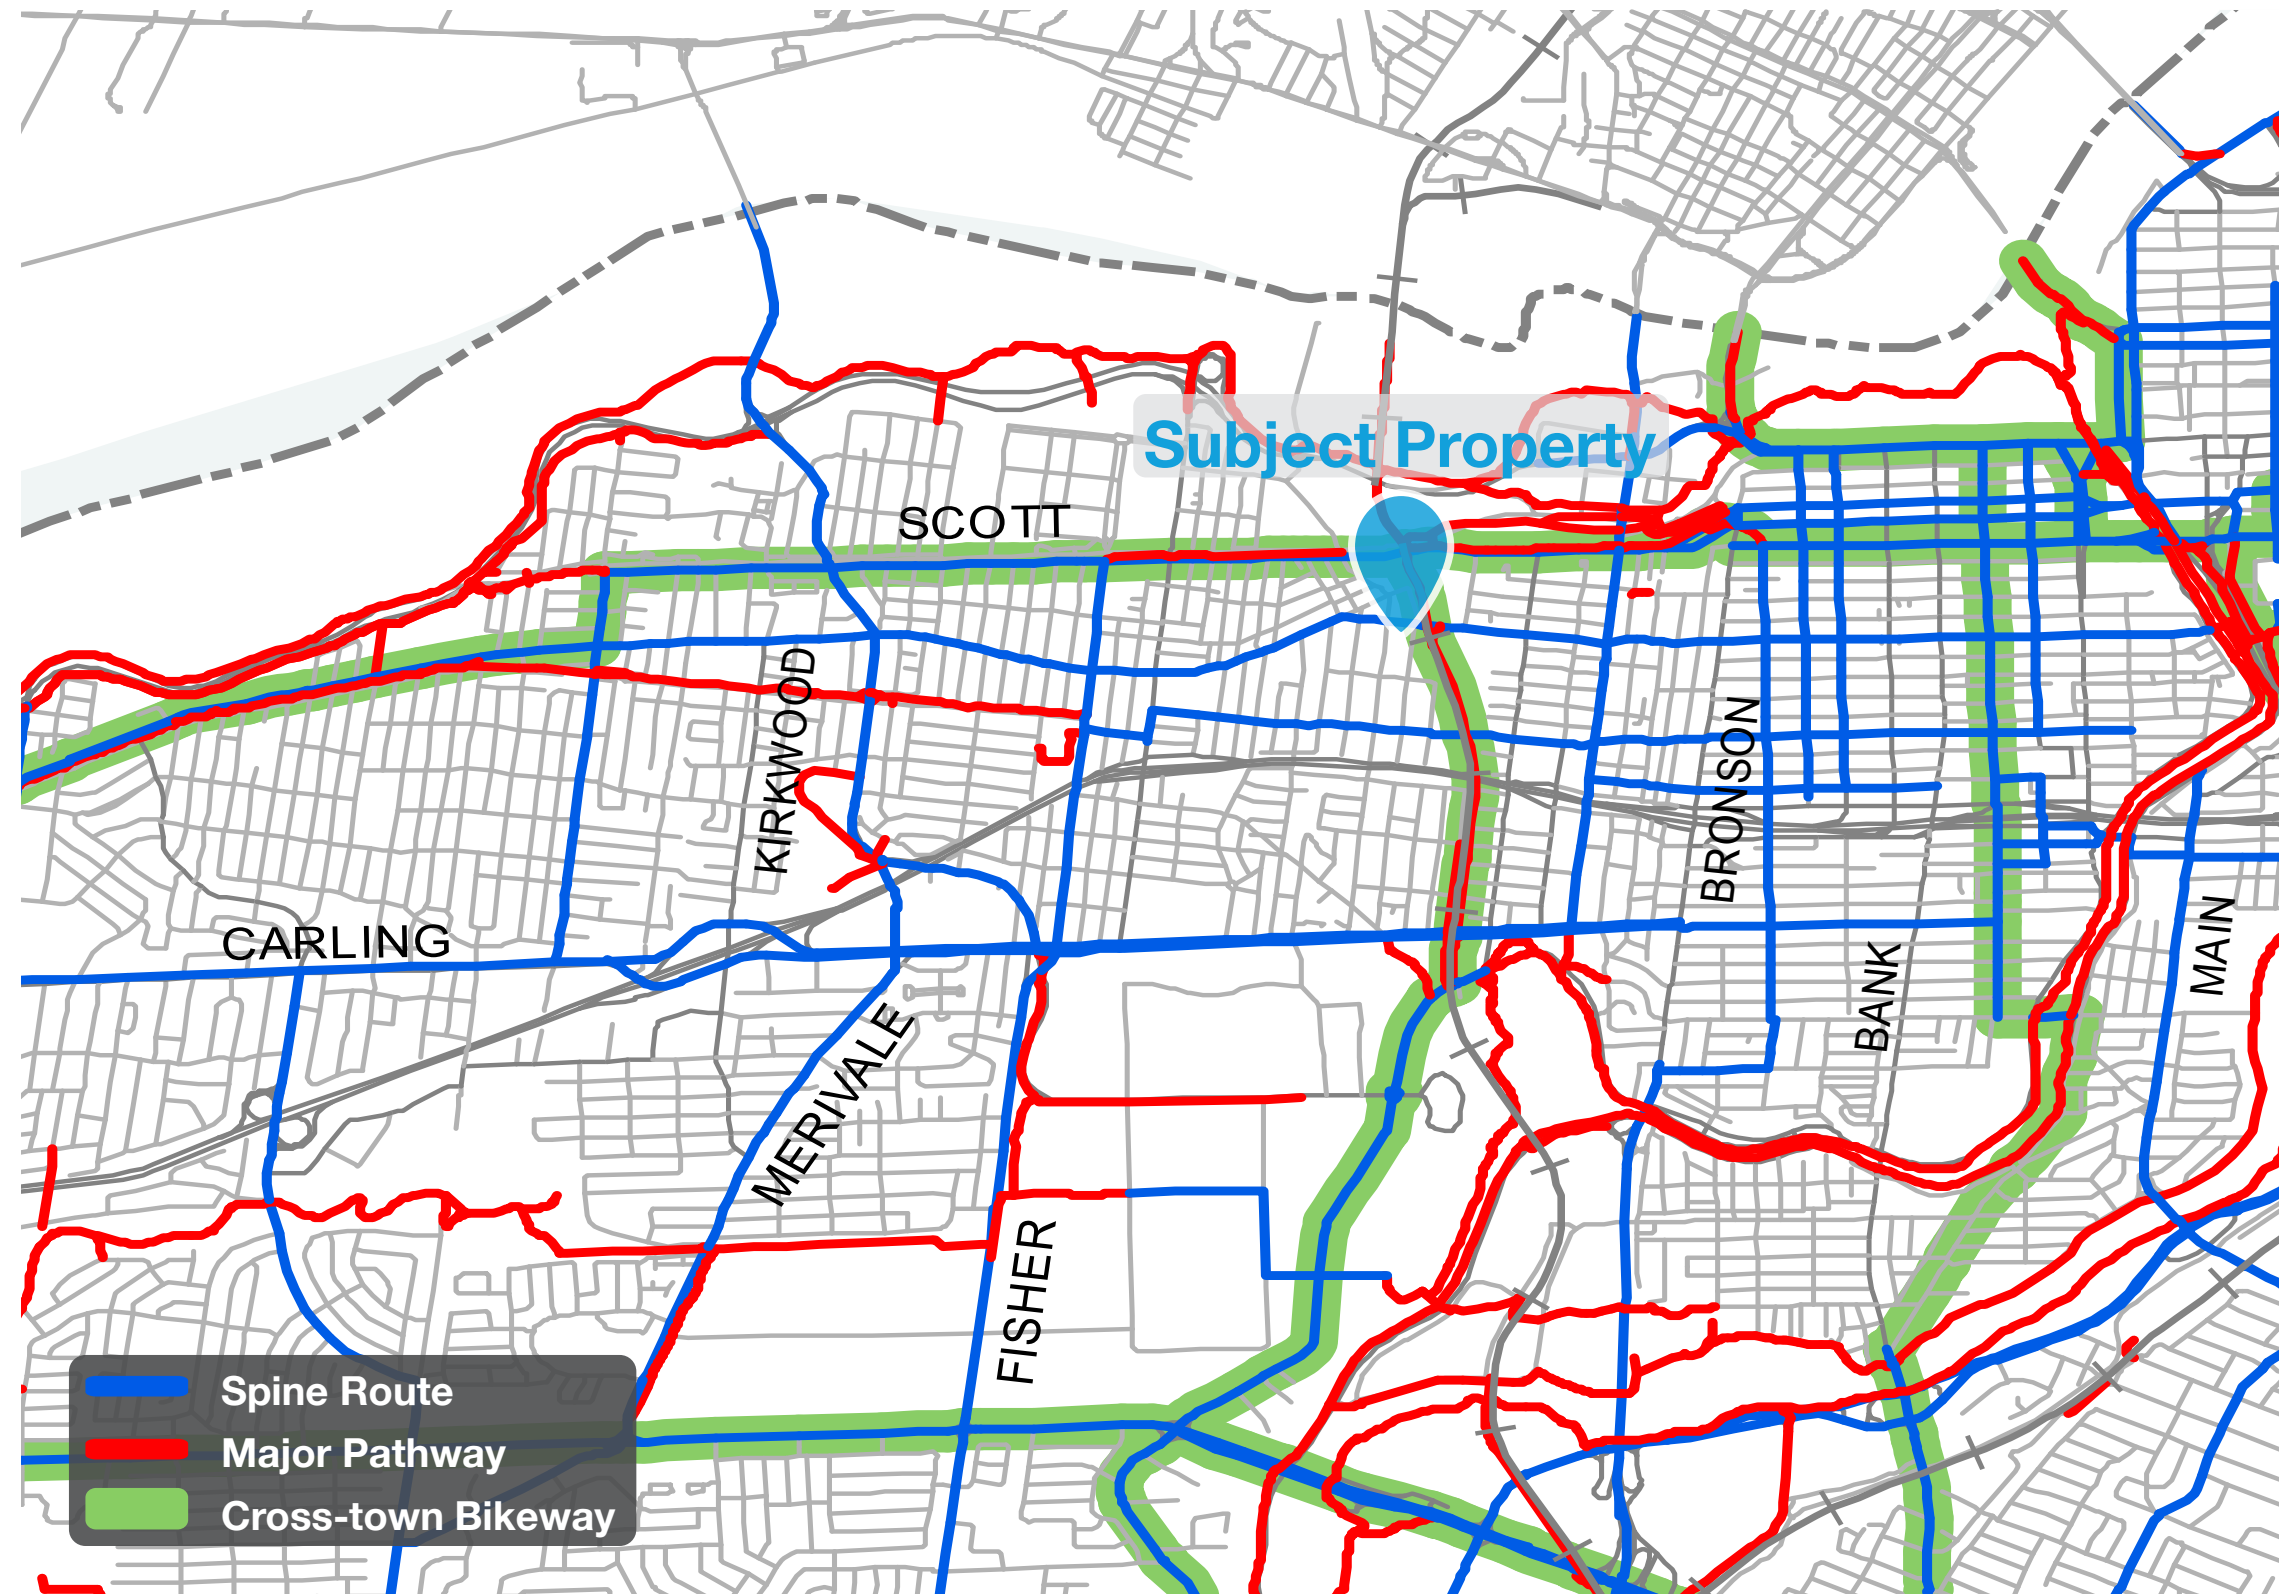 Subject Property
SCOTT
KIRKWOOD
BRONSON
CARLING
MAIN
BANK
MERIVALE
FISHER
Spine Route
Major Pathway
Cross-town Bikeway